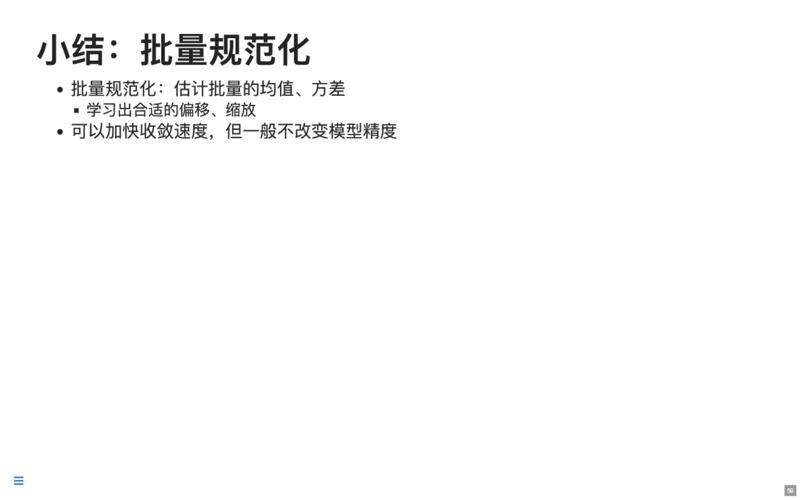 小结：批量规范化
批量规范化：估计批量的均值、方差
学习出合适的偏移、缩放
可以加快收敛速度，但一般不改变模型精度